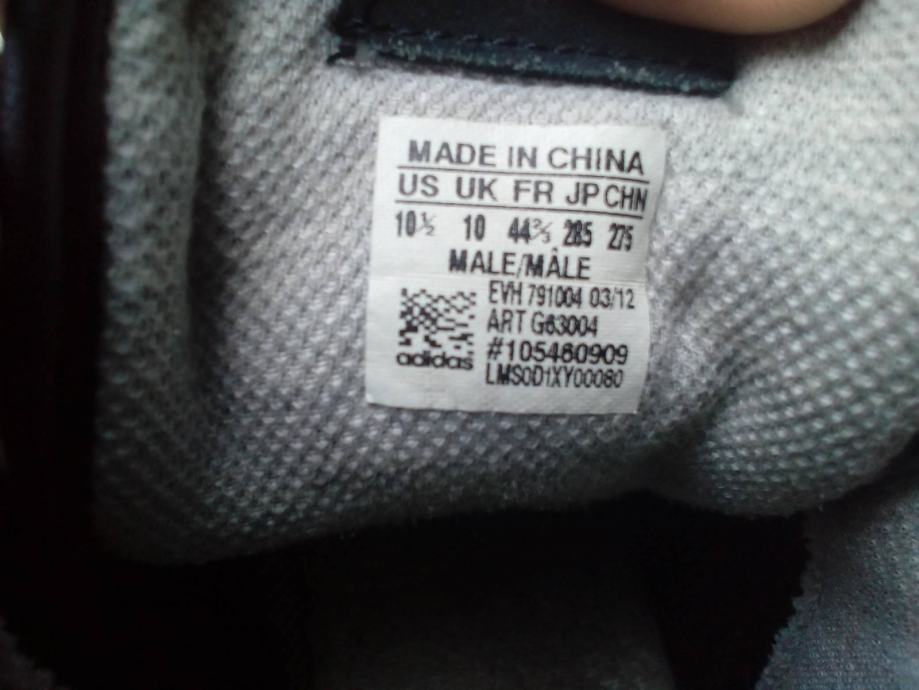 MADE IN CHINA
US UK FR JP CHN
10½ 10 44⅔ 285 275
MALE/MÂLE
EVH 791004 03/12
ART G63004
#105460909
adidas
LMS0D1XY00080